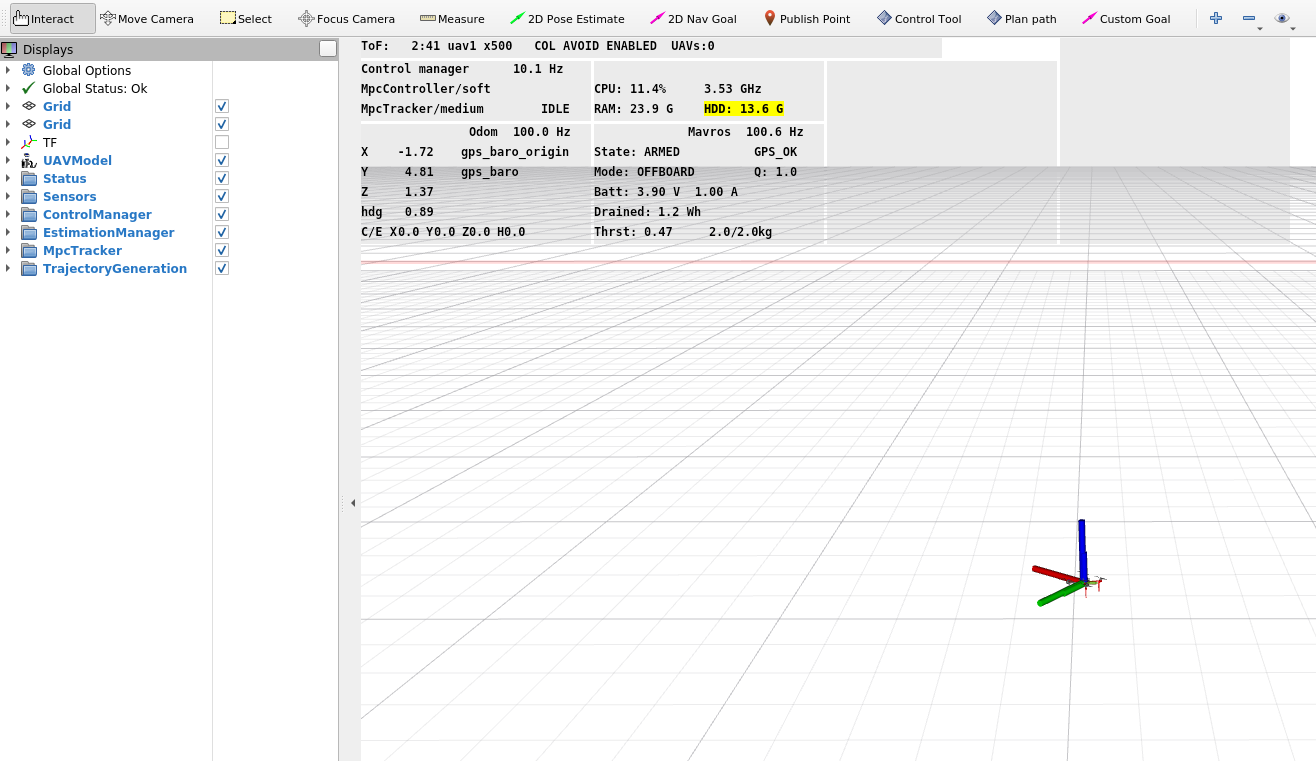 Interact Move Camera Select Focus Camera Measure 2D Pose Estimate 2D Nav Goal Publish Point Control Tool Plan path Custom Goal
Displays
Global Options
Global Status: Ok
Grid
Grid
TF
UAVModel
Status
Sensors
ControlManager
EstimationManager
MpcTracker
TrajectoryGeneration
ToF: 2:41 uav1 x500 COL AVOID ENABLED UAVs:0
Control manager 10.1 Hz
MpcController/soft
MpcTracker/medium IDLE
CPU: 11.4% 3.53 GHz
RAM: 23.9 G HDD: 13.6 G
Odom 100.0 Hz
X -1.72 gps_baro_origin
Y 4.81 gps_baro
Z 1.37
hdg 0.89
C/E X0.0 Y0.0 Z0.0 H0.0
Mavros 100.6 Hz
State: ARMED GPS_OK
Mode: OFFBOARD Q: 1.0
Batt: 3.90 V 1.00 A
Drained: 1.2 Wh
Thrst: 0.47 2.0/2.0kg